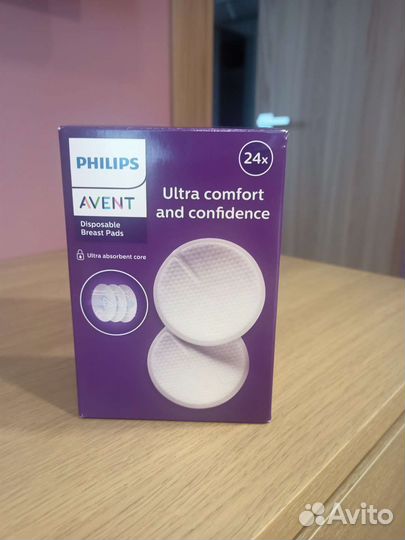 PHILIPS
AVENT
Disposable
Breast Pads
Ultra absorbent core
24x
Ultra comfort
and confidence
Avito